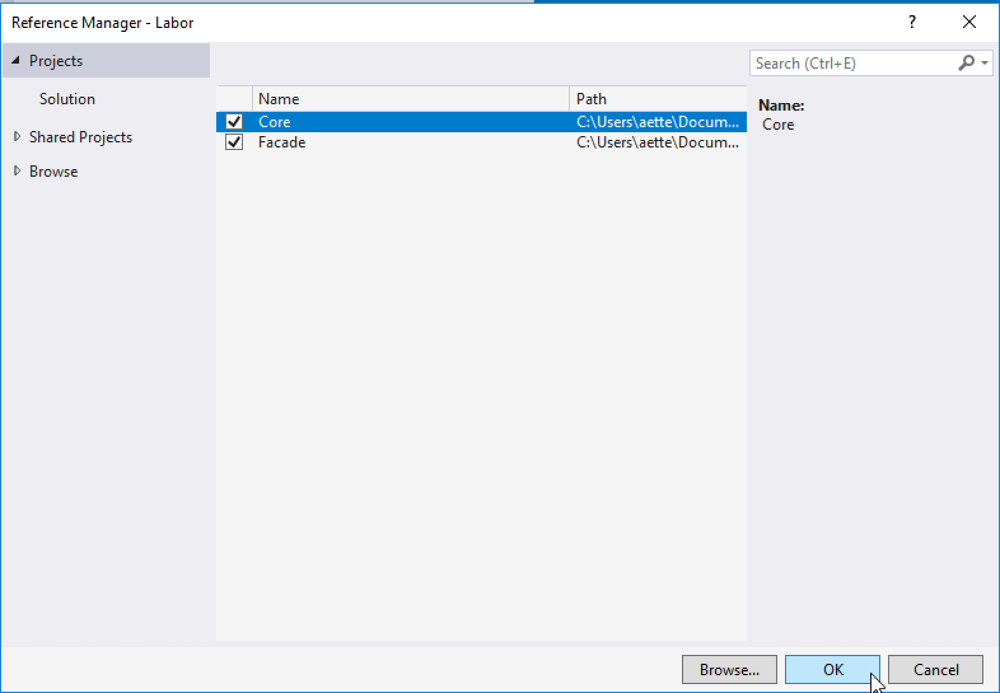 Reference Manager - Labor
?
Projects
Search (Ctrl+E)
Solution
Name Path
Name:
Core C:\Users\aette\Docum...
Core
Shared Projects
Facade C:\Users\aette\Docum...
Browse
Browse... OK Cancel